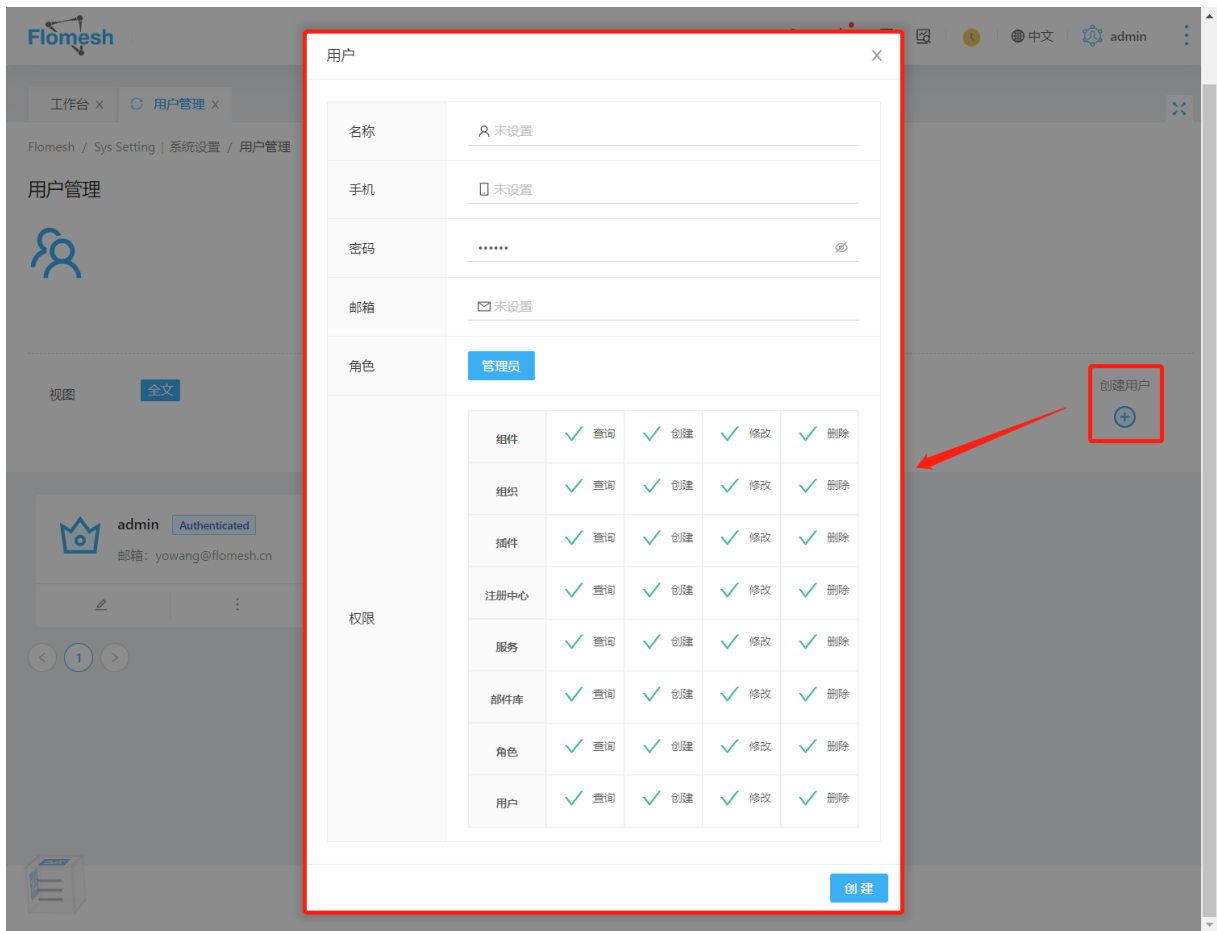 Flomesh
中文 admin
工作台 用户管理
Flomesh / Sys Setting | 系统设置 / 用户管理
用户管理
视图 全文
创建用户
admin Authenticated
邮箱: yowang@flomesh.cn
1
用户
名称 未设置
手机 未设置
密码 ••••••
邮箱 未设置
角色 管理员
权限
组件 查询 创建 修改 删除
组织 查询 创建 修改 删除
插件 查询 创建 修改 删除
注册中心 查询 创建 修改 删除
服务 查询 创建 修改 删除
部件库 查询 创建 修改 删除
角色 查询 创建 修改 删除
用户 查询 创建 修改 删除
创 建